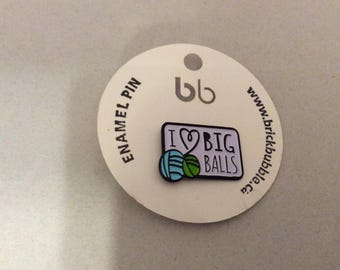 bb
ENAMEL PIN
www.brickbubble.ca
I ♡ BIG
BALLS